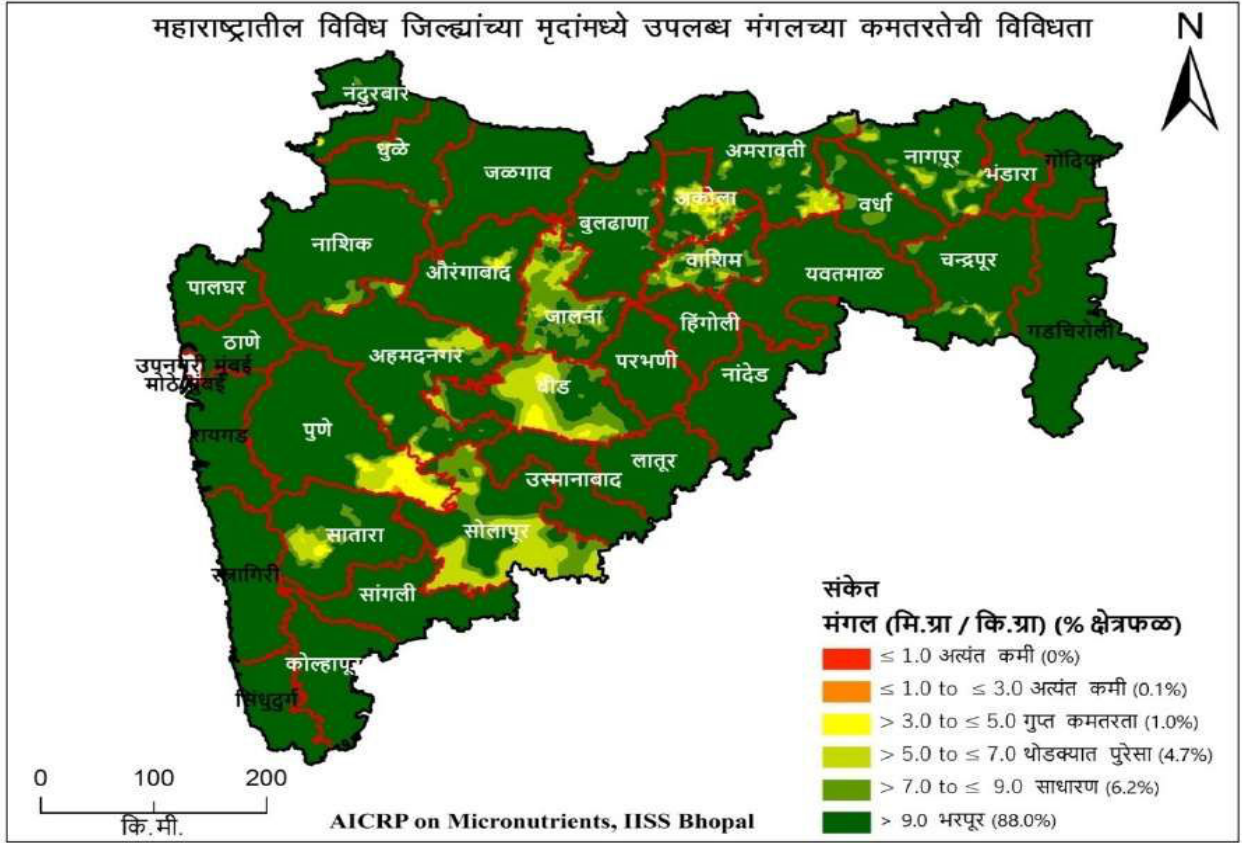 महाराष्ट्रातील विविध जिल्ह्यांच्या मृदांमध्ये उपलब्ध मंगलच्या कमतरतेची विविधता
N
नंदुरबार
धुळे
जळगाव
अमरावती
नागपूर
गोंदिया
भंडारा
अकोला
वर्धा
बुलढाणा
नाशिक
औरंगाबाद
वाशिम
यवतमाळ
चन्द्रपूर
पालघर
जालना
हिंगोली
गडचिरोली
ठाणे
अहमदनगर
परभणी
नांदेड
उपनगरी मुंबई
मोठे मुंबई
बीड
पुणे
रायगड
लातूर
उस्मानाबाद
सातारा
सोलापूर
रत्नागिरी
सांगली
कोल्हापूर
सिंधुदुर्ग
संकेत
मंगल (मि.ग्रा / कि.ग्रा) (% क्षेत्रफळ)
≤ 1.0 अत्यंत कमी (0%)
≤ 1.0 to ≤ 3.0 अत्यंत कमी (0.1%)
> 3.0 to ≤ 5.0 गुप्त कमतरता (1.0%)
> 5.0 to ≤ 7.0 थोडक्यात पुरेसा (4.7%)
> 7.0 to ≤ 9.0 साधारण (6.2%)
> 9.0 भरपूर (88.0%)
0 100 200
कि.मी.
AICRP on Micronutrients, IISS Bhopal